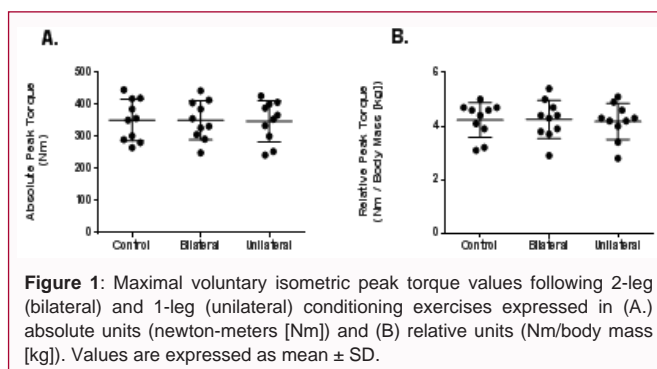 A.
B.
Absolute Peak Torque
(Nm)
500
400
300
200
100
0
Control
Bilateral
Unilateral
Relative Peak Torque
(Nm / Body Mass [kg])
6
4
2
0
Control
Bilateral
Unilateral
Figure 1: Maximal voluntary isometric peak torque values following 2-leg
(bilateral) and 1-leg (unilateral) conditioning exercises expressed in (A.)
absolute units (newton-meters [Nm]) and (B) relative units (Nm/body mass
[kg]). Values are expressed as mean ± SD.